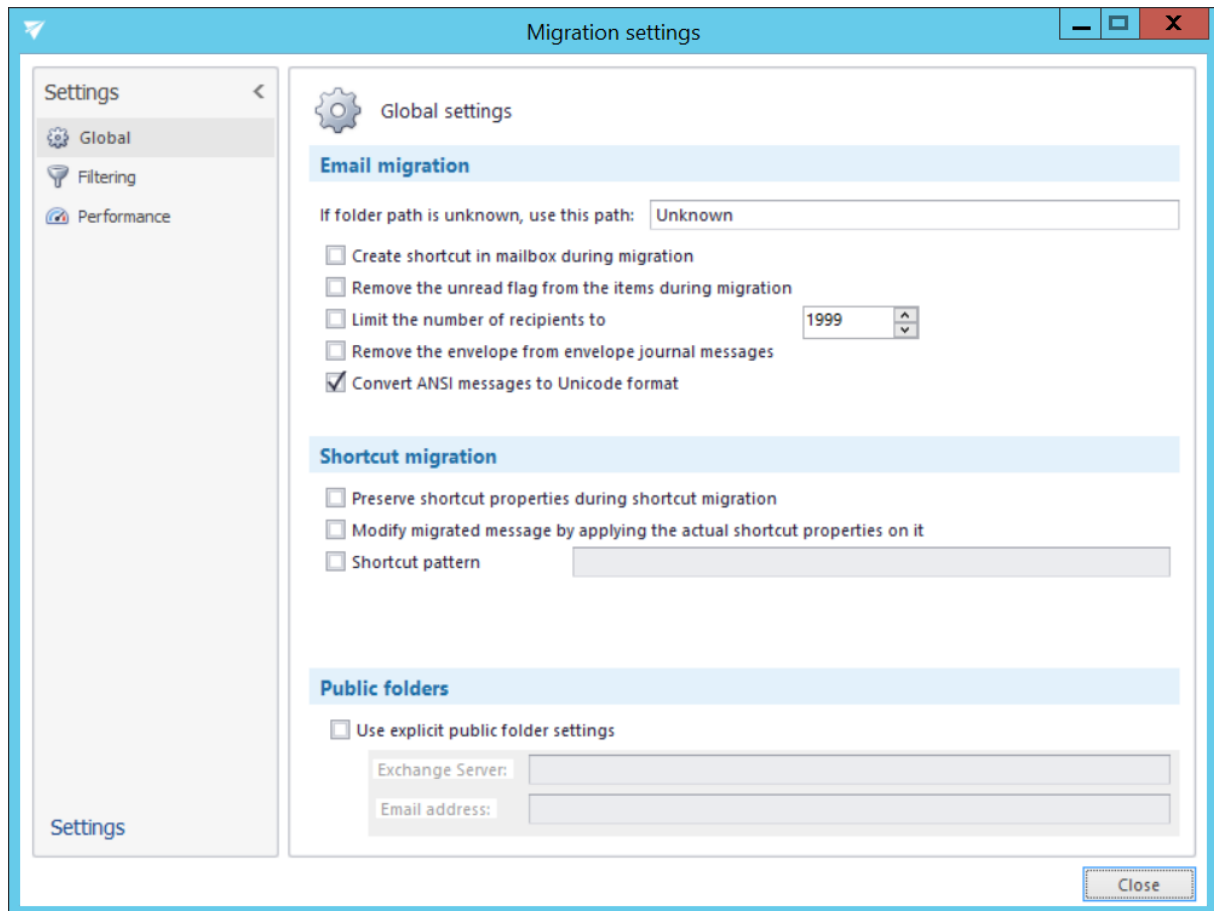 Migration settings
Settings
Global
Filtering
Performance
Settings
Global settings
Email migration
If folder path is unknown, use this path: Unknown
Create shortcut in mailbox during migration
Remove the unread flag from the items during migration
Limit the number of recipients to 1999
Remove the envelope from envelope journal messages
Convert ANSI messages to Unicode format
Shortcut migration
Preserve shortcut properties during shortcut migration
Modify migrated message by applying the actual shortcut properties on it
Shortcut pattern
Public folders
Use explicit public folder settings
Exchange Server:
Email address:
Close